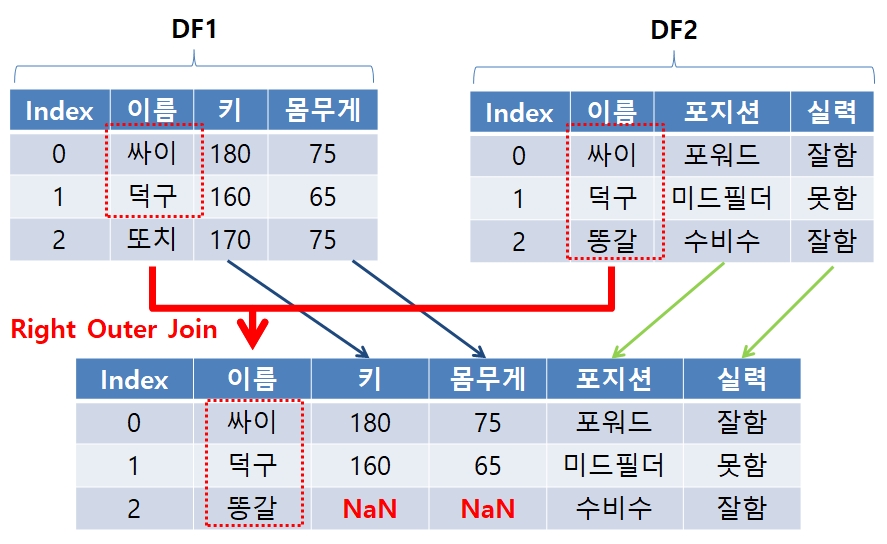 DF1
DF2
Index 이름 키 몸무게
0 싸이 180 75
1 덕구 160 65
2 또치 170 75
Index 이름 포지션 실력
0 싸이 포워드 잘함
1 덕구 미드필더 못함
2 똥갈 수비수 잘함
Right Outer Join
Index 이름 키 몸무게 포지션 실력
0 싸이 180 75 포워드 잘함
1 덕구 160 65 미드필더 못함
2 똥갈 NaN NaN 수비수 잘함